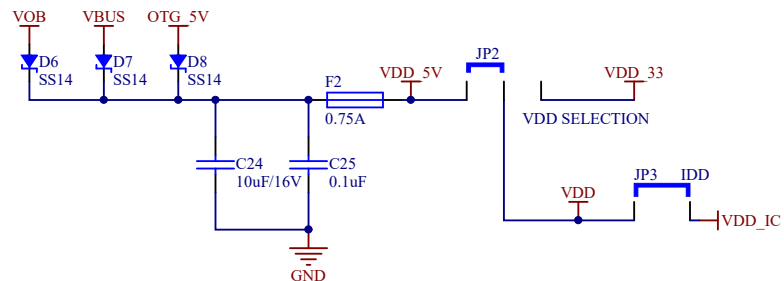 VOB VBUS OTG_5V
D6 D7 D8
SS14 SS14 SS14
F2 VDD_5V JP2 VDD_33
0.75A VDD SELECTION
C24 C25
10uF/16V 0.1uF
VDD JP3 IDD
VDD_IC
GND